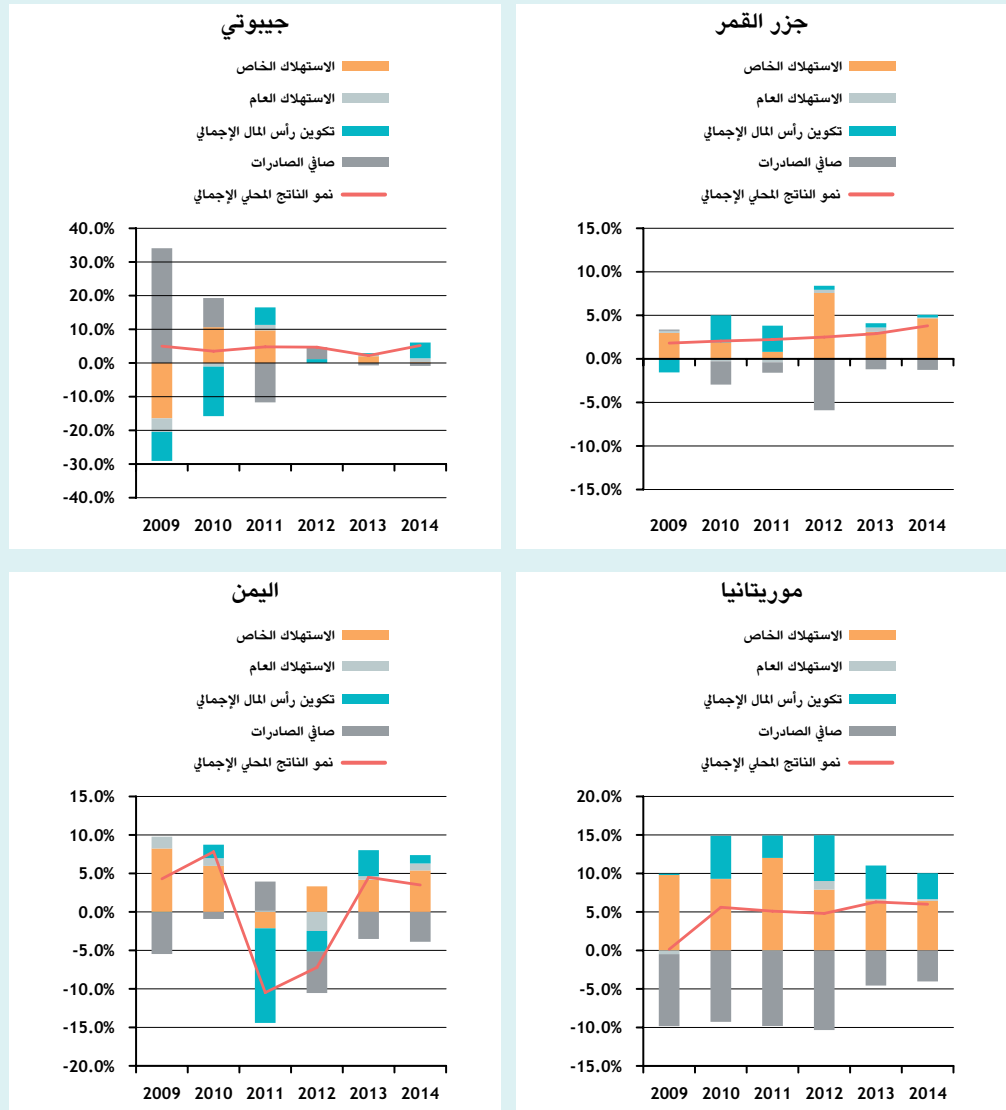 جزر القمر
الاستهلاك الخاص
الاستهلاك العام
تكوين رأس المال الإجمالي
صافي الصادرات
نمو الناتج المحلي الإجمالي
15.0%
10.0%
5.0%
0.0%
-5.0%
-10.0%
-15.0%
2009 2010 2011 2012 2013 2014
جيبوتي
الاستهلاك الخاص
الاستهلاك العام
تكوين رأس المال الإجمالي
صافي الصادرات
نمو الناتج المحلي الإجمالي
40.0%
30.0%
20.0%
10.0%
0.0%
-10.0%
-20.0%
-30.0%
-40.0%
2009 2010 2011 2012 2013 2014
موريتانيا
الاستهلاك الخاص
الاستهلاك العام
تكوين رأس المال الإجمالي
صافي الصادرات
نمو الناتج المحلي الإجمالي
20.0%
15.0%
10.0%
5.0%
0.0%
-5.0%
-10.0%
-15.0%
2009 2010 2011 2012 2013 2014
اليمن
الاستهلاك الخاص
الاستهلاك العام
تكوين رأس المال الإجمالي
صافي الصادرات
نمو الناتج المحلي الإجمالي
15.0%
10.0%
5.0%
0.0%
-5.0%
-10.0%
-15.0%
-20.0%
2009 2010 2011 2012 2013 2014